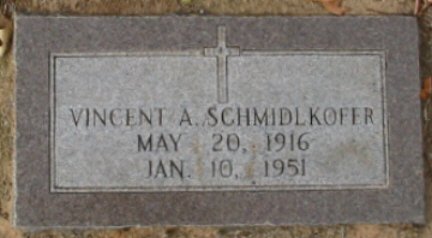 VINCENT A. SCHMIDLKOFER
MAY 20, 1916
JAN. 10, 1951